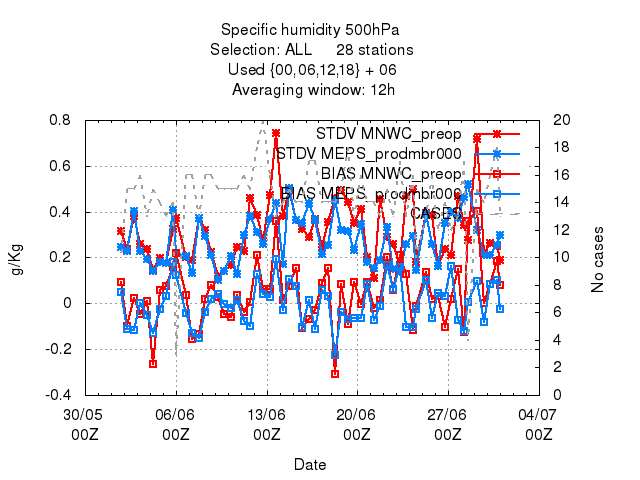 Specific humidity 500hPa
Selection: ALL 28 stations
Used {00,06,12,18} + 06
Averaging window: 12h
STDV MNWC_preop
STDV MEPS_prodmbr000
BIAS MNWC_preop
BIAS MEPS_prodmbr000
CASES
0.8
0.6
0.4
0.2
0
-0.2
-0.4
g/Kg
20
18
16
14
12
10
8
6
4
2
0
No cases
30/05 06/06 13/06 20/06 27/06 04/07
00Z 00Z 00Z 00Z 00Z 00Z
Date